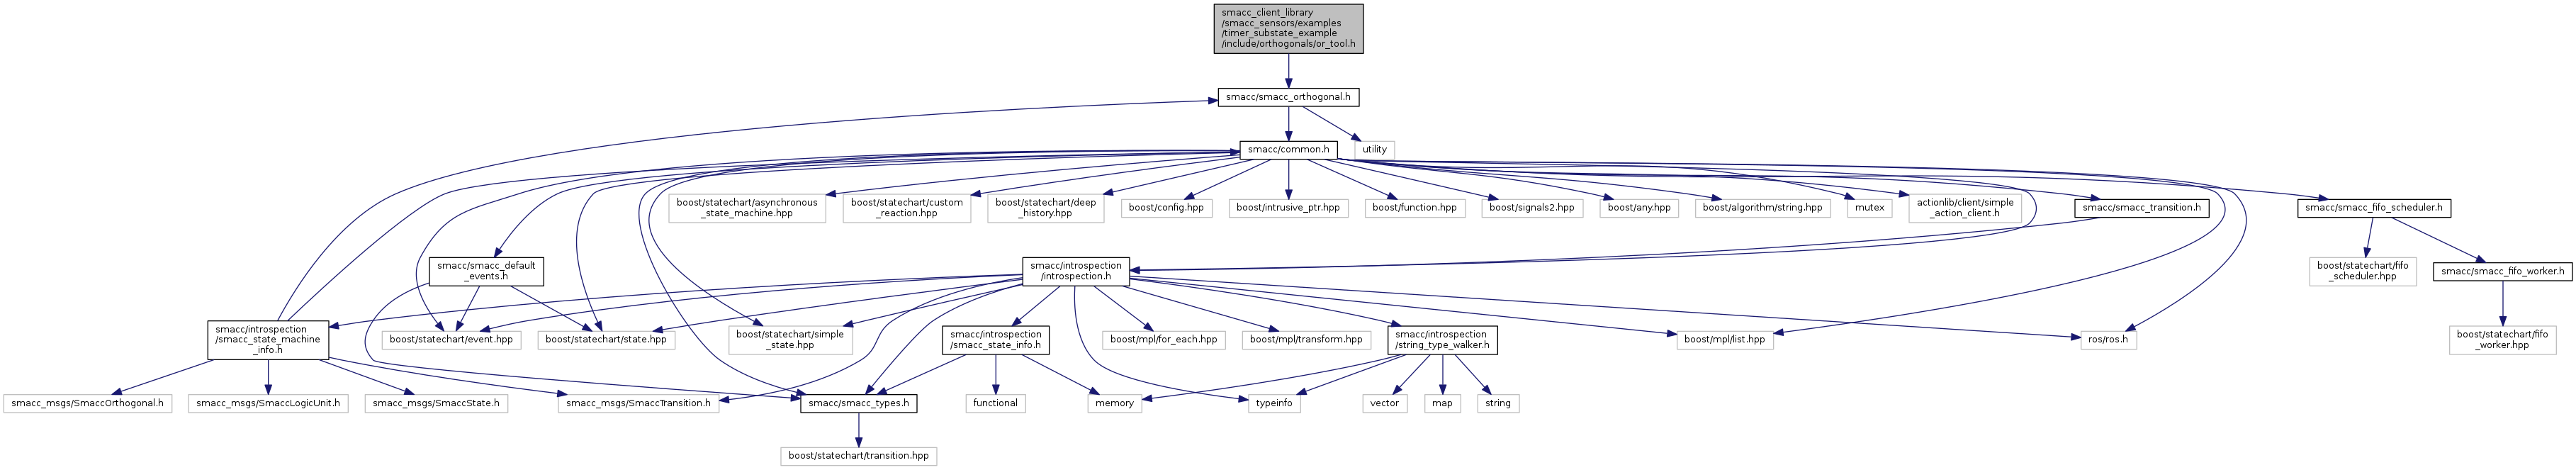 smacc_client_library
/smacc_sensors/examples
/timer_substate_example
/include/orthogonals/or_tool.h
smacc/smacc_orthogonal.h
smacc/common.h
utility
boost/statechart/asynchronous
_state_machine.hpp
boost/statechart/custom
_reaction.hpp
boost/statechart/deep
_history.hpp
boost/config.hpp
boost/intrusive_ptr.hpp
boost/function.hpp
boost/signals2.hpp
boost/any.hpp
boost/algorithm/string.hpp
mutex
actionlib/client/simple
_action_client.h
smacc/smacc_transition.h
smacc/smacc_fifo_scheduler.h
smacc/smacc_default
_events.h
smacc/introspection
/introspection.h
boost/statechart/fifo
_scheduler.hpp
smacc/smacc_fifo_worker.h
smacc/introspection
/smacc_state_machine
_info.h
boost/statechart/event.hpp
boost/statechart/state.hpp
boost/statechart/simple
_state.hpp
smacc/introspection
/smacc_state_info.h
boost/mpl/for_each.hpp
boost/mpl/transform.hpp
smacc/introspection
/string_type_walker.h
boost/mpl/list.hpp
ros/ros.h
boost/statechart/fifo
_worker.hpp
smacc_msgs/SmaccOrthogonal.h
smacc_msgs/SmaccLogicUnit.h
smacc_msgs/SmaccState.h
smacc_msgs/SmaccTransition.h
smacc/smacc_types.h
functional
memory
typeinfo
vector
map
string
boost/statechart/transition.hpp